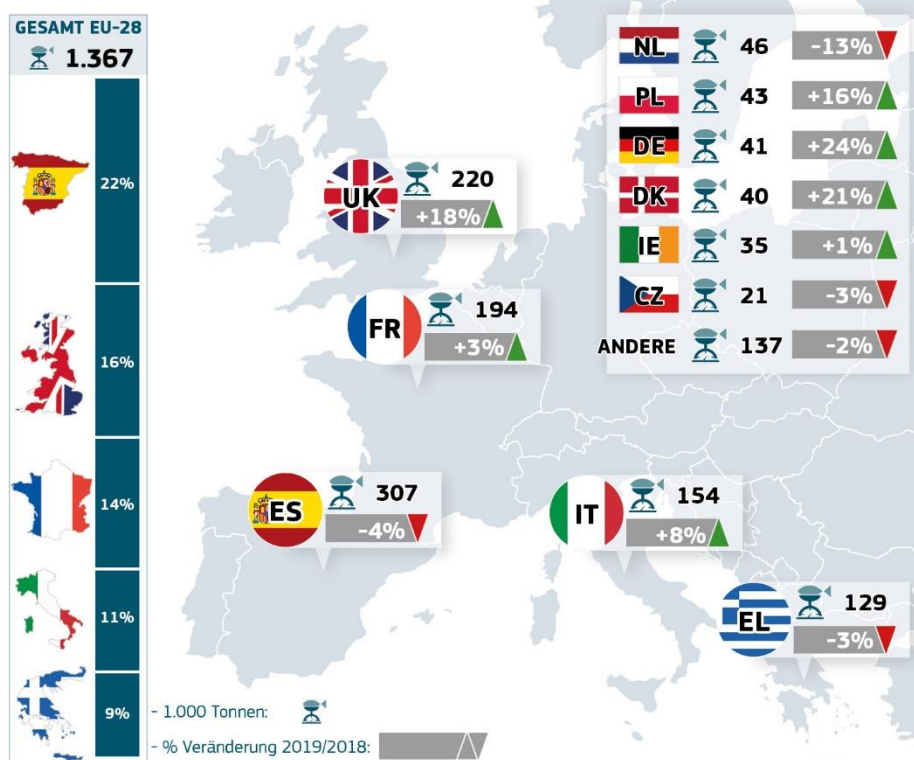 GESAMT EU-28
1.367
22%
16%
14%
11%
9%
NL 46 -13%
PL 43 +16%
DE 41 +24%
DK 40 +21%
IE 35 +1%
CZ 21 -3%
ANDERE 137 -2%
UK 220
+18%
FR 194
+3%
ES 307
-4%
IT 154
+8%
EL 129
-3%
- 1.000 Tonnen:
- % Veränderung 2019/2018: